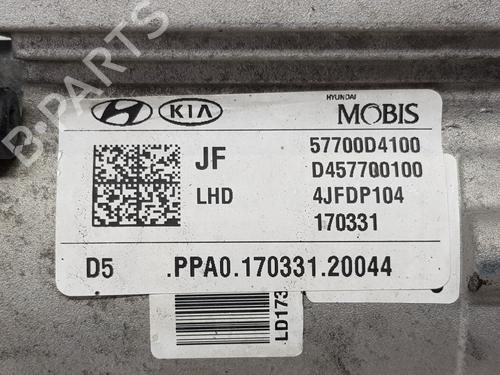 B-PARTS
HYUNDAI
KIA MOBIS
JF 57700D4100
D457700100
LHD 4JFDP104
170331
D5 .PPA0.170331.20044
LD173